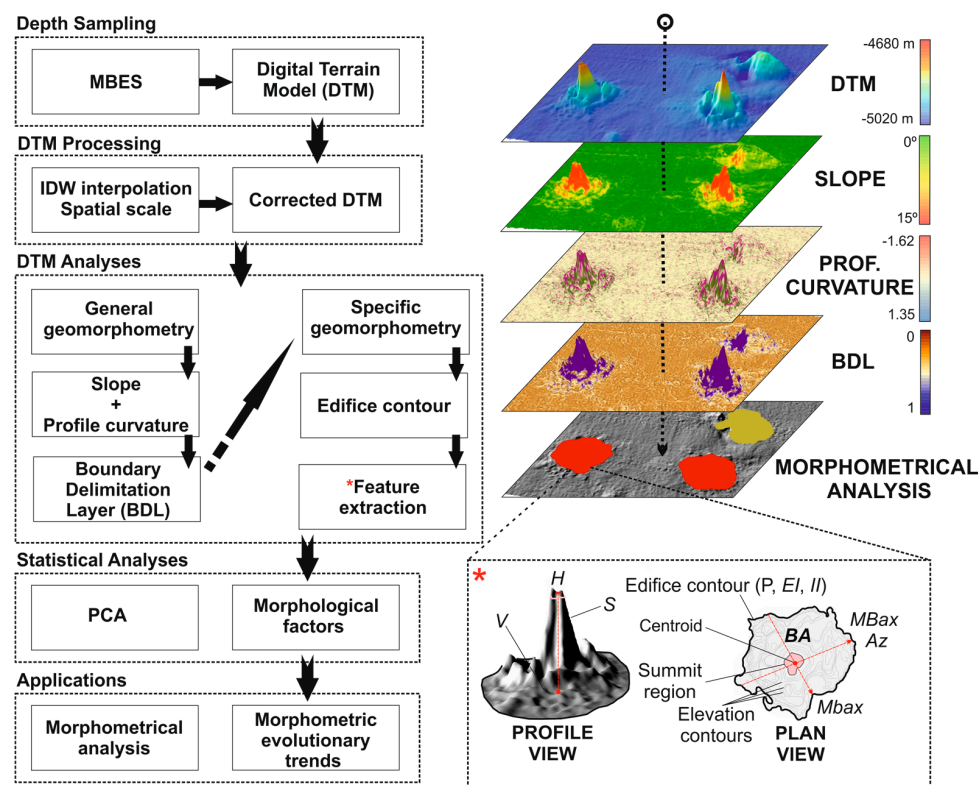 Depth Sampling
MBES
Digital Terrain
Model (DTM)
DTM Processing
IDW interpolation
Spatial scale
Corrected DTM
DTM Analyses
General
geomorphometry
Slope
+
Profile curvature
Boundary
Delimitation
Layer (BDL)
Specific
geomorphometry
Edifice contour
*Feature
extraction
Statistical Analyses
PCA
Morphological
factors
Applications
Morphometrical
analysis
Morphometric
evolutionary
trends
DTM
-4680 m
-5020 m
SLOPE
0º
15º
PROF.
CURVATURE
-1.62
1.35
BDL
0
1
MORPHOMETRICAL
ANALYSIS
*
H
S
V
PROFILE
VIEW
Edifice contour (P, EI, II)
Centroid
BA
MBax
Az
Summit
region
Mbax
Elevation
contours
PLAN
VIEW